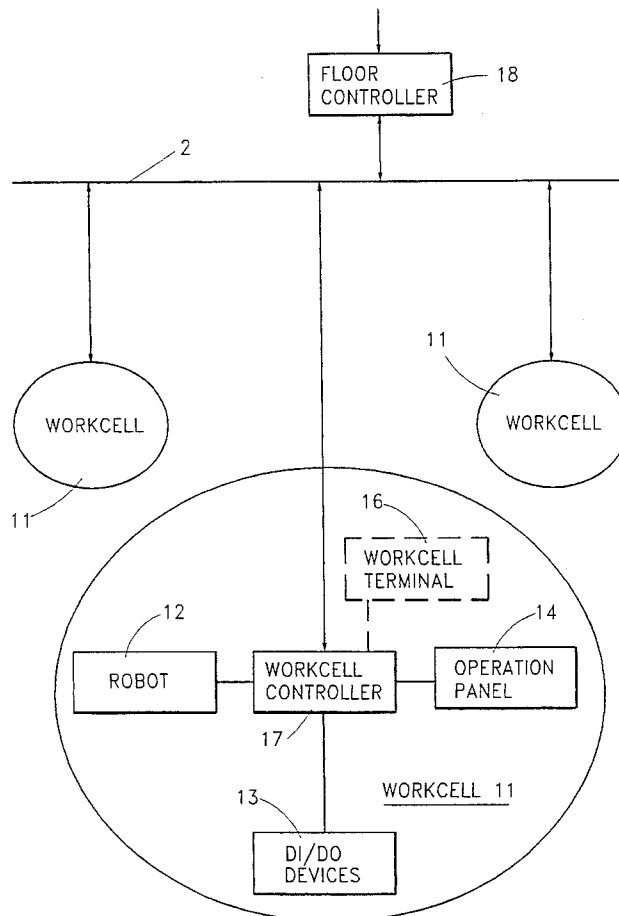 FLOOR
CONTROLLER
18
2
11
WORKCELL
WORKCELL
11
16
WORKCELL
TERMINAL
12
14
ROBOT
WORKCELL
CONTROLLER
OPERATION
PANEL
17
13
WORKCELL 11
DI/DO
DEVICES